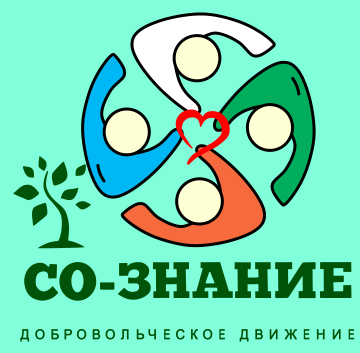 СО-ЗНАНИЕ
ДОБРОВОЛЬЧЕСКОЕ ДВИЖЕНИЕ